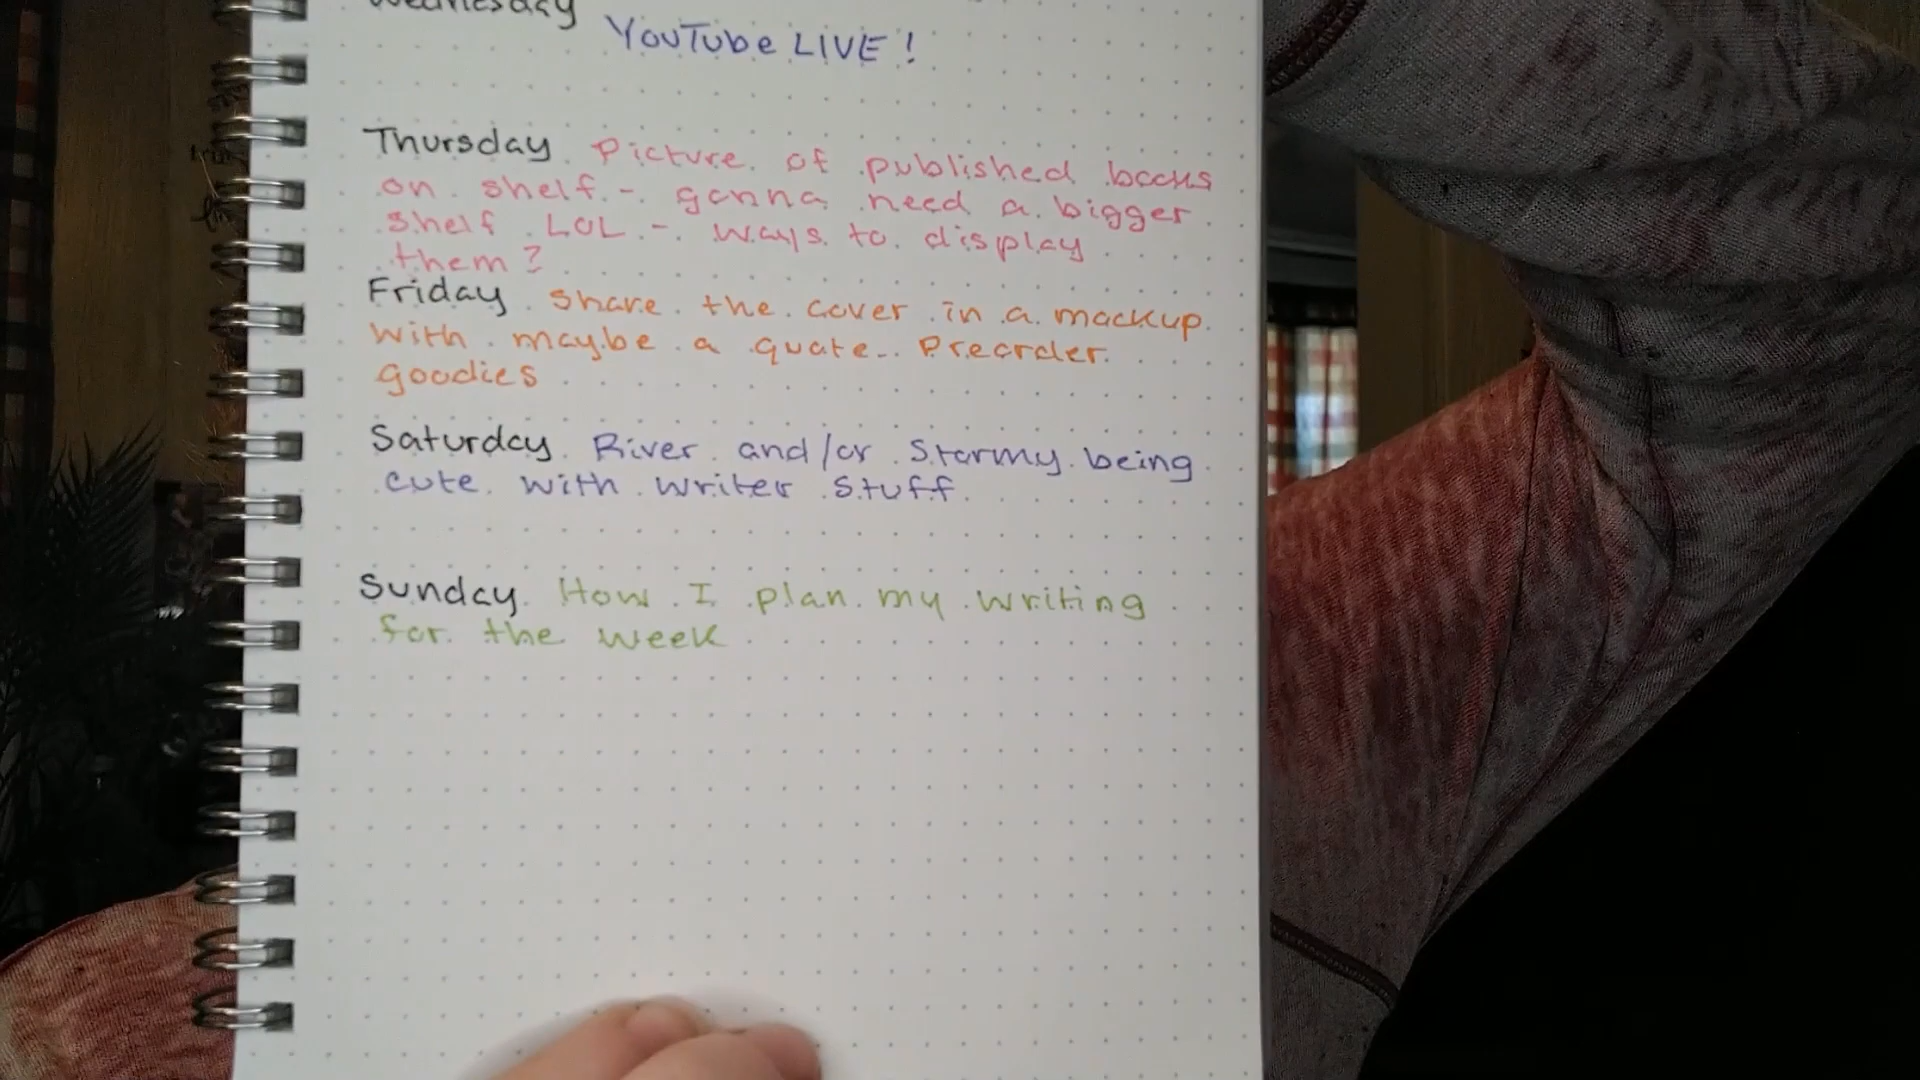 Wednesday
YouTube LIVE!
Thursday Picture of published books
on shelf - gonna need a bigger
shelf LOL - ways to display
them?
Friday Share the cover in a mockup
with maybe a quote. Preorder
goodies
Saturday River and/or Stormy being
cute with writer stuff
Sunday How I plan my writing
for the week